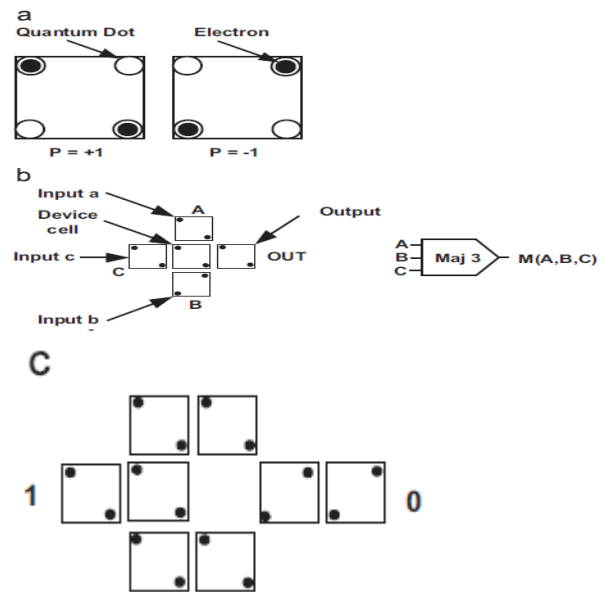 a
Quantum Dot Electron
P = +1 P = -1
b
Input a
A
Device
cell
Output
Input c
C
OUT
Input b
B
A
B
C
Maj 3
M(A,B,C)
C
1 0